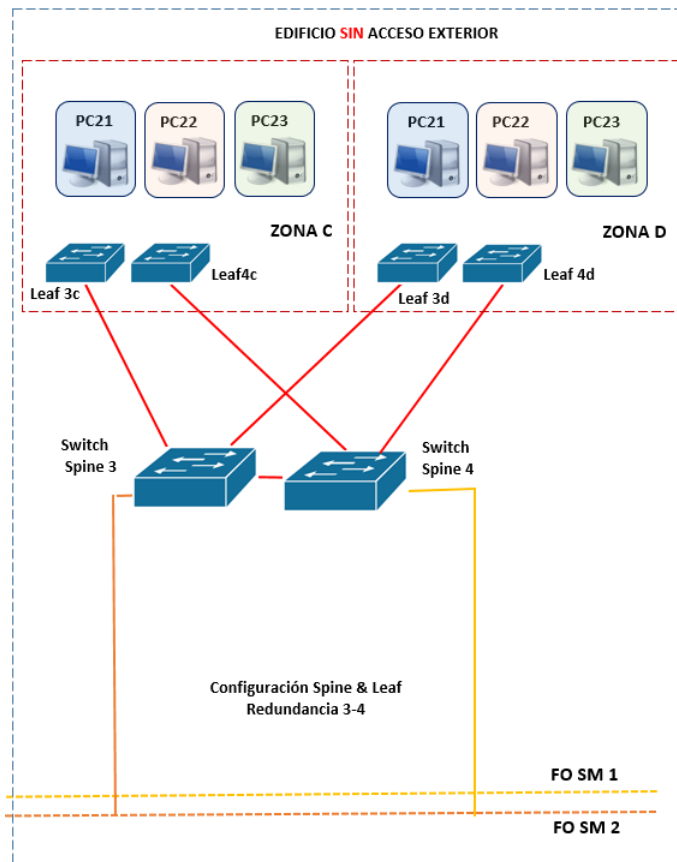 EDIFICIO SIN ACCESO EXTERIOR
PC21
PC22
PC23
ZONA C
Leaf 3c
Leaf4c
PC21
PC22
PC23
ZONA D
Leaf 3d
Leaf 4d
Switch
Spine 3
Switch
Spine 4
Configuración Spine & Leaf
Redundancia 3-4
FO SM 1
FO SM 2